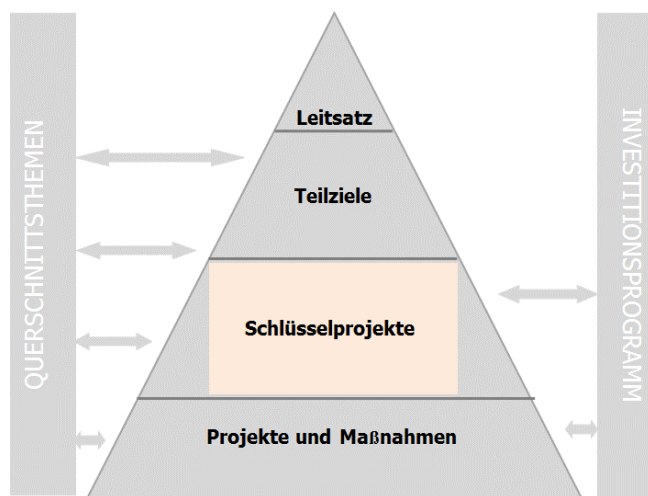 QUERSCHNITTSTHEMEN
Leitsatz
Teilziele
Schlüsselprojekte
Projekte und Maßnahmen
INVESTITIONSPROGRAMM